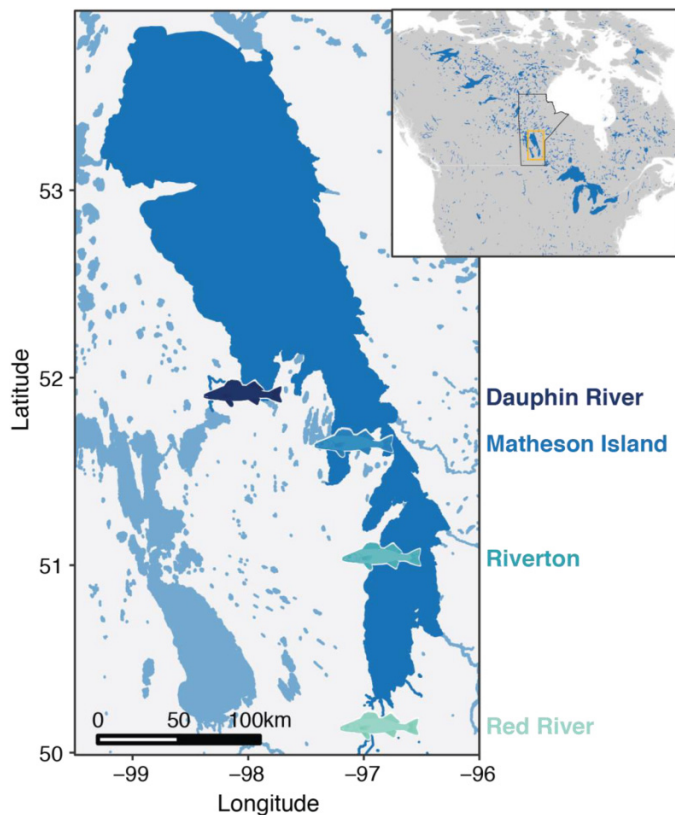 53
52
51
50
Latitude
Dauphin River
Matheson Island
Riverton
Red River
0 50 100km
−99 −98 −97 −96
Longitude